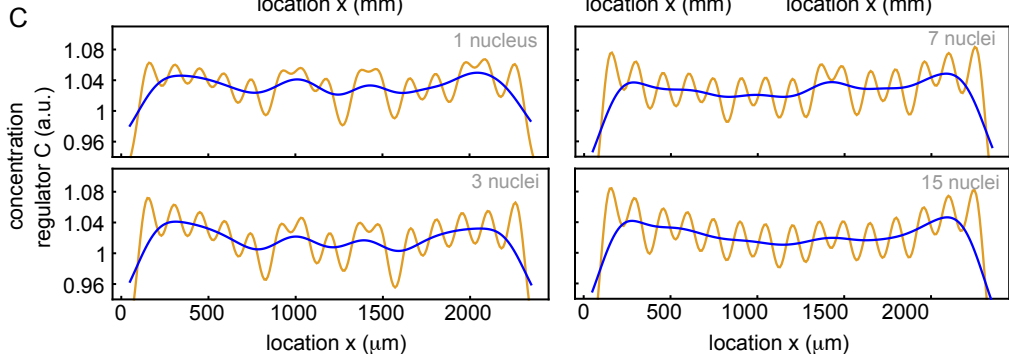 location x (mm)
location x (mm)
location x (mm)
C
concentration
regulator C (a.u.)
1.08
1.04
1
0.96
1 nucleus
7 nuclei
1.08
1.04
1
0.96
3 nuclei
15 nuclei
0
500
1000
1500
2000
0
500
1000
1500
2000
location x (μm)
location x (μm)